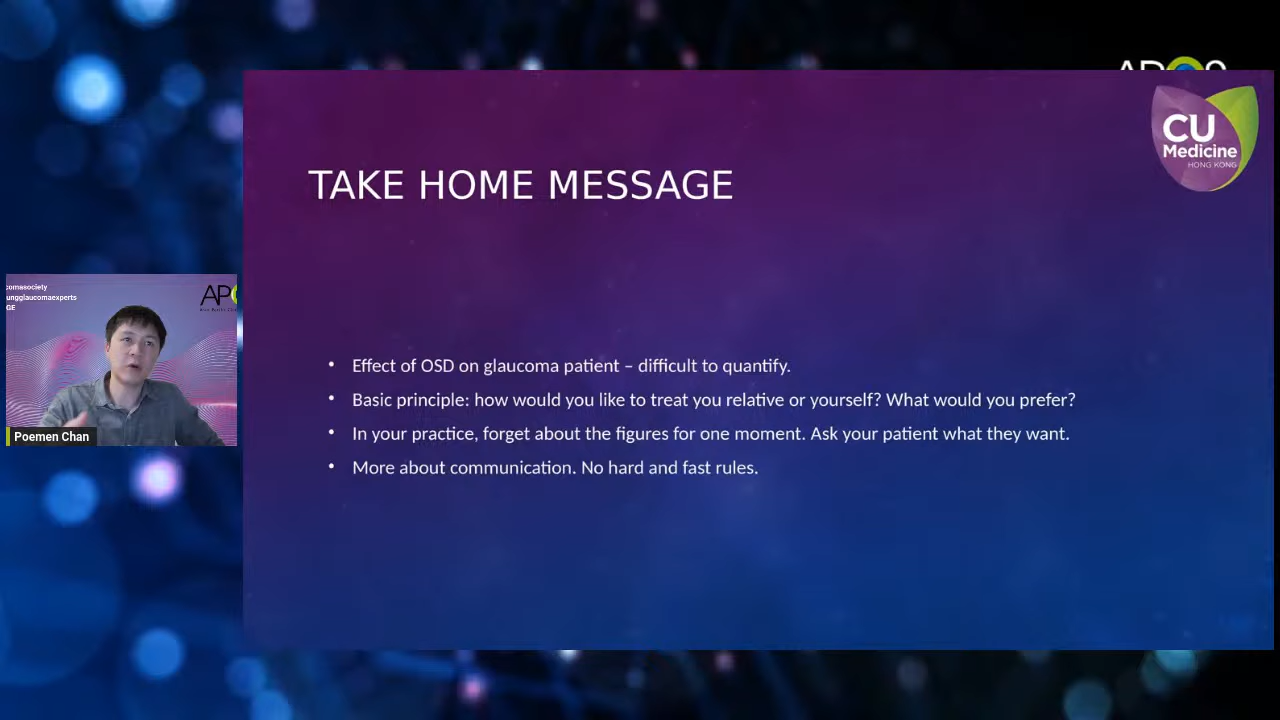 CU
Medicine
HONG KONG
TAKE HOME MESSAGE
comasociety
ungglaucomaexperts
GE
AP
• Effect of OSD on glaucoma patient – difficult to quantify.
• Basic principle: how would you like to treat you relative or yourself? What would you prefer?
• In your practice, forget about the figures for one moment. Ask your patient what they want.
• More about communication. No hard and fast rules.
Poemen Chan